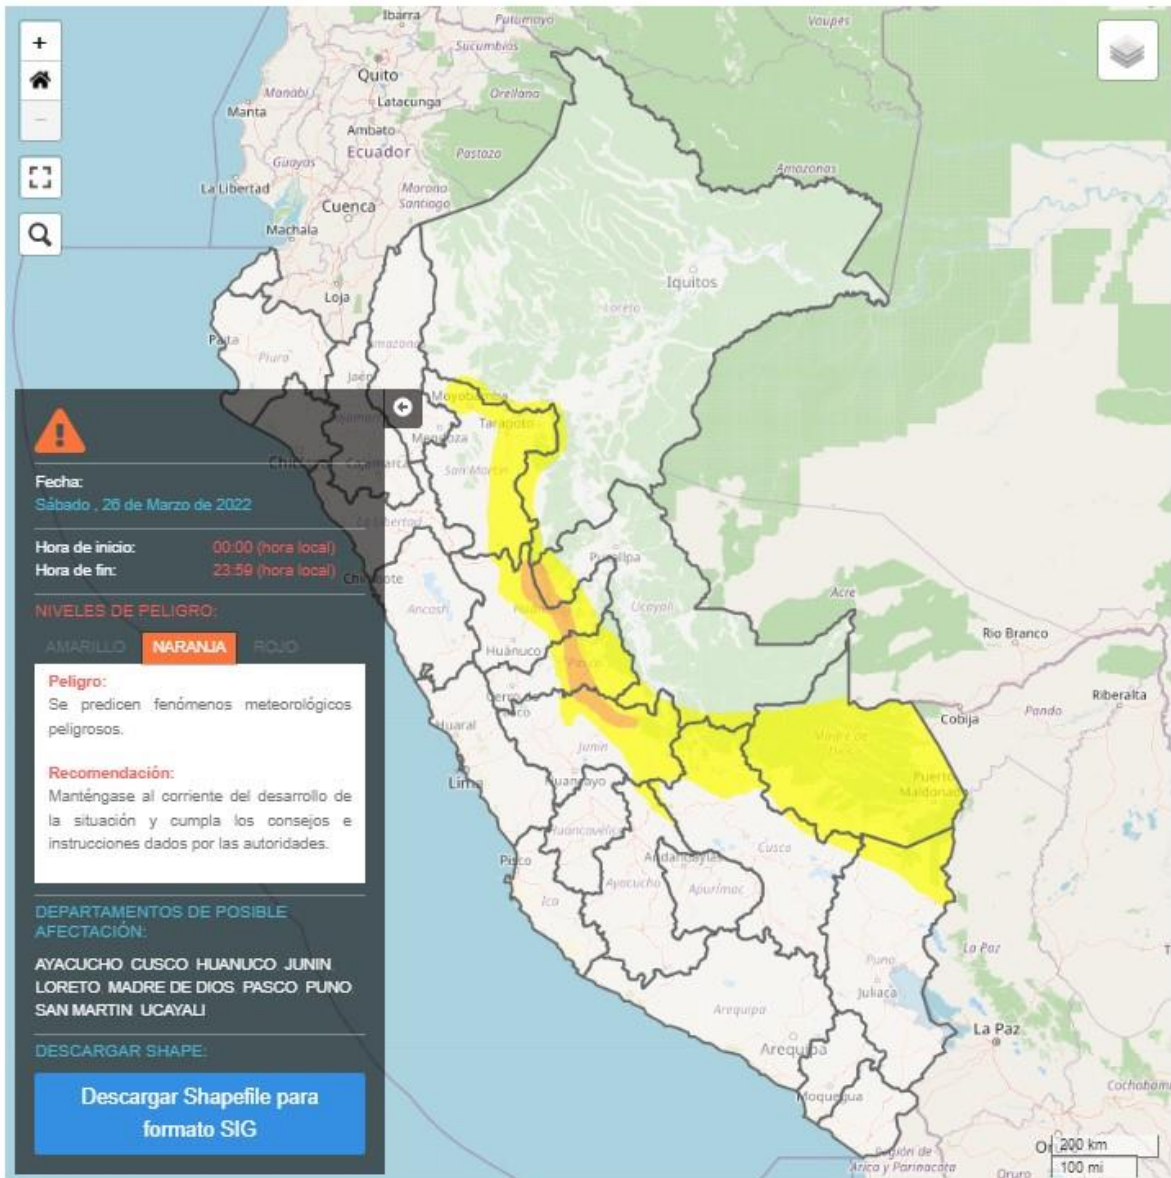 Ibarra
Putumayo
Vaupés
+
Sucumbíos
Quito
Manabí
Latacunga
Orellana
Manta
Ambato
Ecuador
Pastaza
Guayas
Amazonas
La Libertad
Morona
Santiago
Cuenca
Machala
Iquitos
Loja
Loreto
Paita
Piura
Jaén
Moyobamba
Tarapoto
Mendoza
San Martín
Cajamarca
La Libertad
Fecha:
Sábado , 26 de Marzo de 2022
Hora de inicio: 00:00 (hora local)
Hora de fin: 23:59 (hora local)
Pucallpa
Ancash
Acre
Ucayali
Rio Branco
NIVELES DE PELIGRO:
AMARILLO NARANJA ROJO
Huánuco
Peligro:
Se predicen fenómenos meteorológicos
peligrosos.
Riberalta
Cobija
Pando
Huaral
Junín
Recomendación:
Manténgase al corriente del desarrollo de
la situación y cumpla los consejos e
instrucciones dados por las autoridades.
Lima
Huancayo
Puerto
Maldonado
Huancavelica
Cusco
Pisco
Andahuaylas
Ayacucho
Apurímac
Ica
DEPARTAMENTOS DE POSIBLE
AFECTACIÓN:
AYACUCHO CUSCO HUANUCO JUNIN
LORETO MADRE DE DIOS PASCO PUNO
SAN MARTIN UCAYALI
La Paz
Puno
Juliaca
Arequipa
La Paz
Arequipa
DESCARGAR SHAPE:
Descargar Shapefile para
formato SIG
Moquegua
Cochabam
200 km
100 mi
Región de
Arica y Parinacota
Oruro